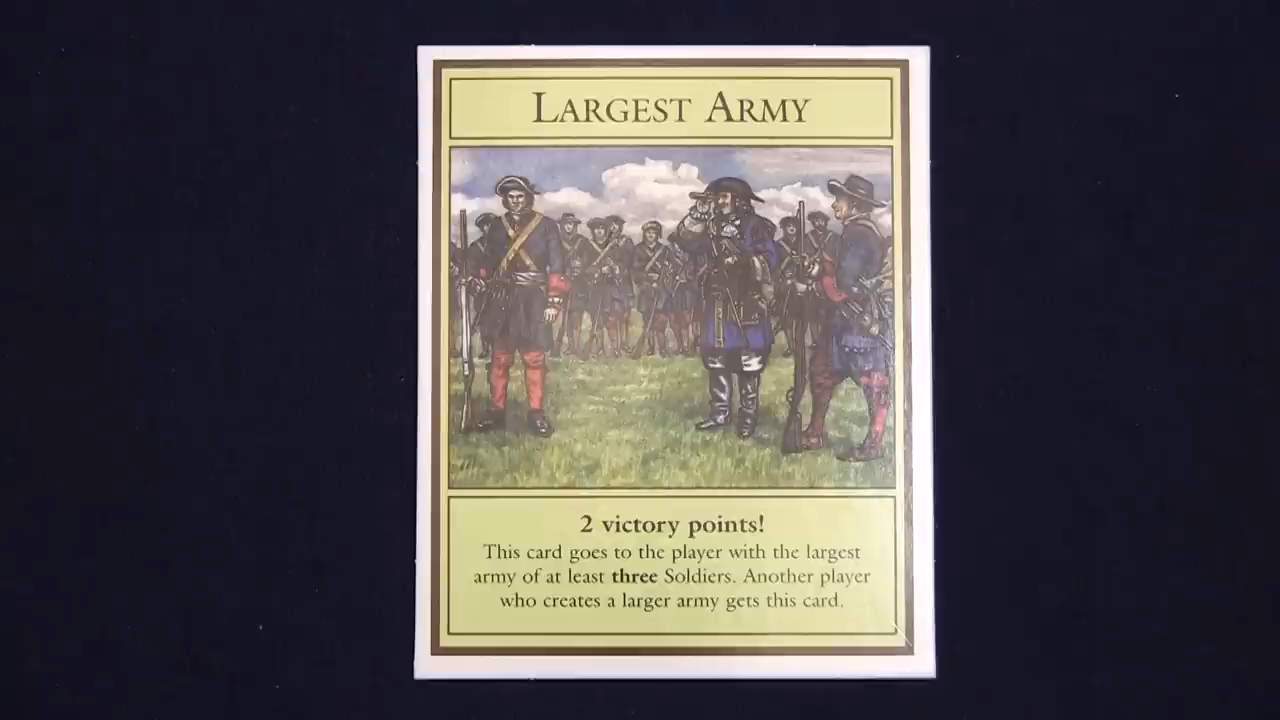 LARGEST ARMY
2 victory points!
This card goes to the player with the largest
army of at least three Soldiers. Another player
who creates a larger army gets this card.